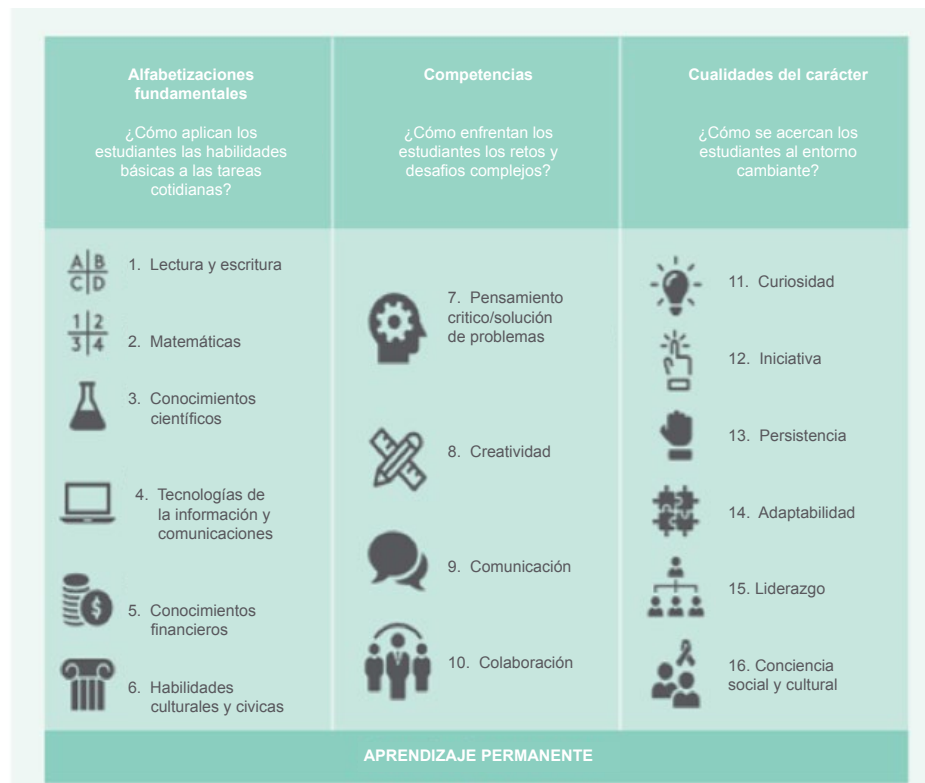 Alfabetizaciones
fundamentales
¿Cómo aplican los
estudiantes las habilidades
básicas a las tareas
cotidianas?
A B
C D
1. Lectura y escritura
1 2
3 4
2. Matemáticas
3. Conocimientos
científicos
4. Tecnologías de
la información y
comunicaciones
$
5. Conocimientos
financieros
6. Habilidades
culturales y civicas
Competencias
¿Cómo enfrentan los
estudiantes los retos y
desafios complejos?
7. Pensamiento
critico/solución
de problemas
8. Creatividad
9. Comunicación
10. Colaboración
Cualidades del carácter
¿Cómo se acercan los
estudiantes al entorno
cambiante?
11. Curiosidad
12. Iniciativa
13. Persistencia
14. Adaptabilidad
15. Liderazgo
16. Conciencia
social y cultural
APRENDIZAJE PERMANENTE